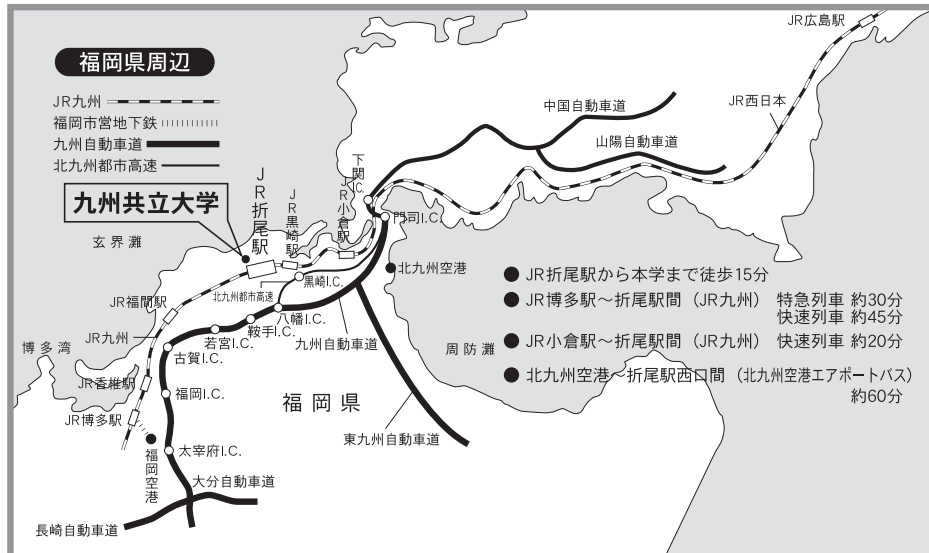 福岡県周辺
JR九州
福岡市営地下鉄
九州自動車道
北九州都市高速
九州共立大学
玄界灘
JR折尾駅
JR黒崎駅
JR小倉駅
下関I.C.
門司I.C.
JR広島駅
JR西日本
中国自動車道
山陽自動車道
北九州空港
黒崎I.C.
北九州都市高速
八幡I.C.
鞍手I.C.
若宮I.C.
九州自動車道
JR福間駅
JR九州
古賀I.C.
博多湾
JR香椎駅
福岡I.C.
JR博多駅
福岡空港
太宰府I.C.
大分自動車道
長崎自動車道
福岡県
東九州自動車道
周防灘
● JR折尾駅から本学まで徒歩15分
● JR博多駅〜折尾駅間（JR九州） 特急列車 約30分
快速列車 約45分
● JR小倉駅〜折尾駅間（JR九州） 快速列車 約20分
● 北九州空港〜折尾駅西口間（北九州空港エアポートバス）
約60分